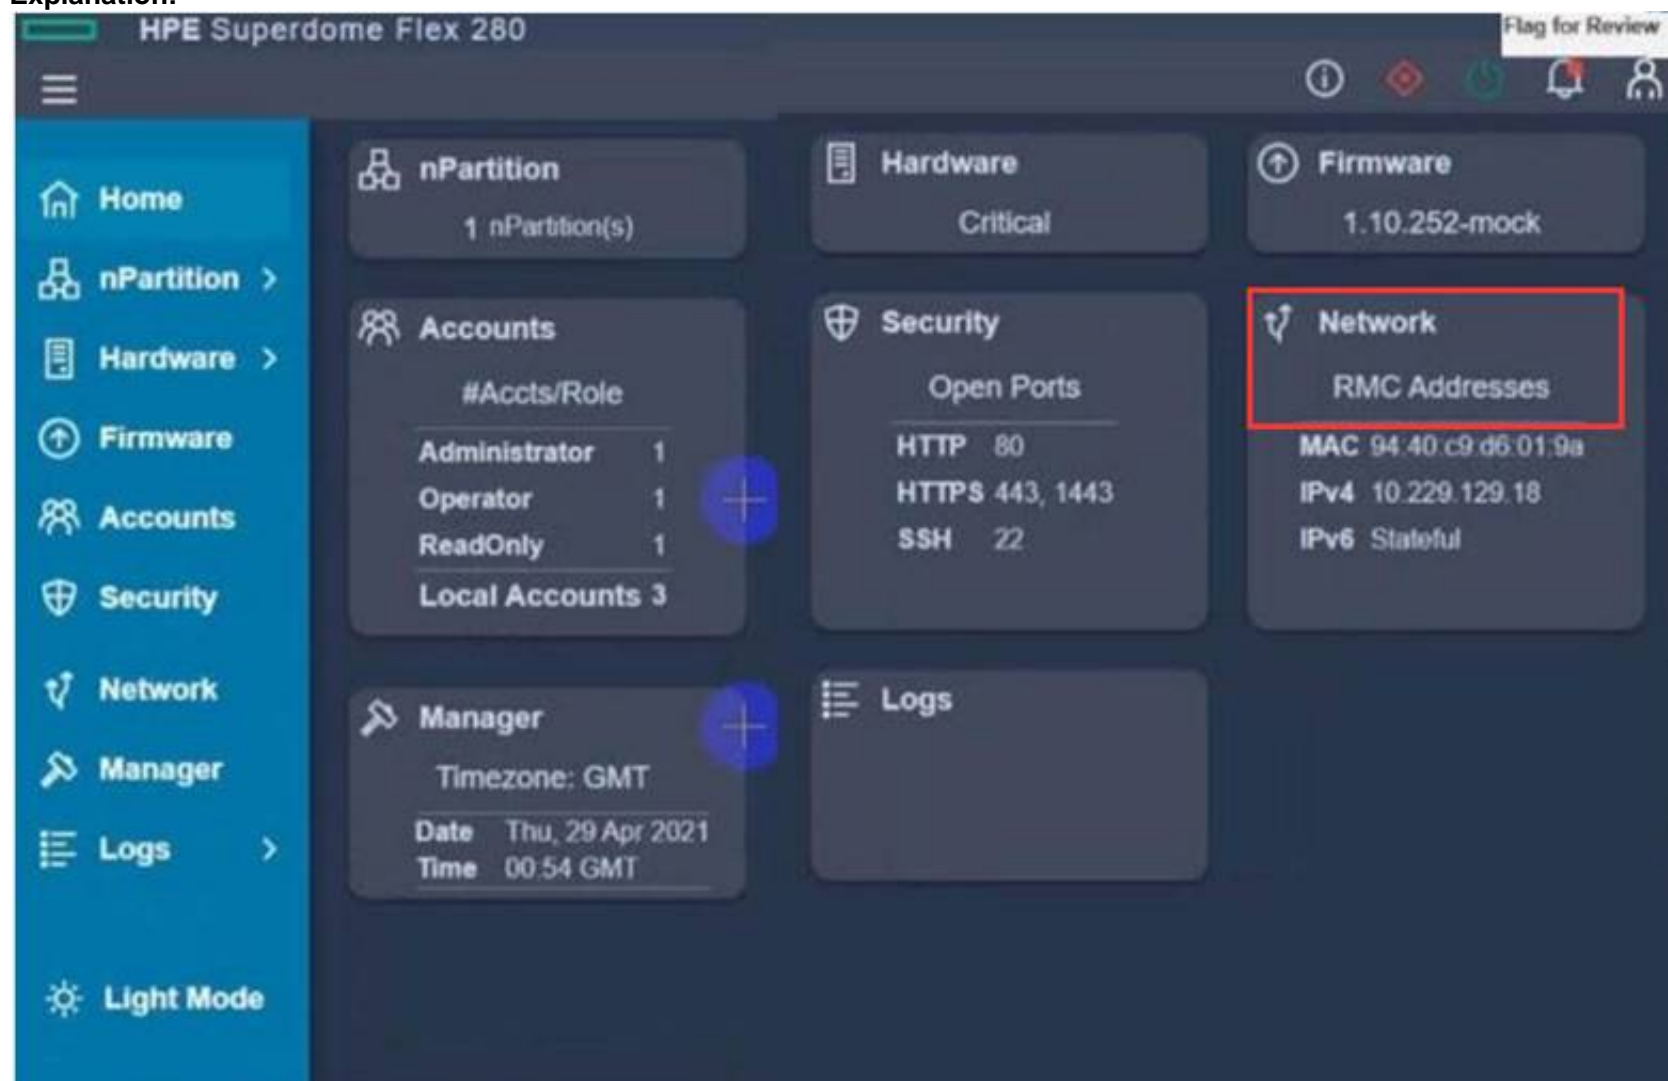 Explanation:
HPE Superdome Flex 280
Flag for Review
Home
nPartition
Hardware
Firmware
Accounts
Security
Network
Manager
Logs
Light Mode
nPartition
1 nPartition(s)
Hardware
Critical
Firmware
1.10.252-mock
Accounts
#Accts/Role
Administrator 1
Operator 1
ReadOnly 1
Local Accounts 3
Security
Open Ports
HTTP 80
HTTPS 443, 1443
SSH 22
Network
RMC Addresses
MAC 94:40:c9:d6:01:9a
IPv4 10.229.129.18
IPv6 Stateful
Manager
Timezone: GMT
Date Thu, 29 Apr 2021
Time 00:54 GMT
Logs